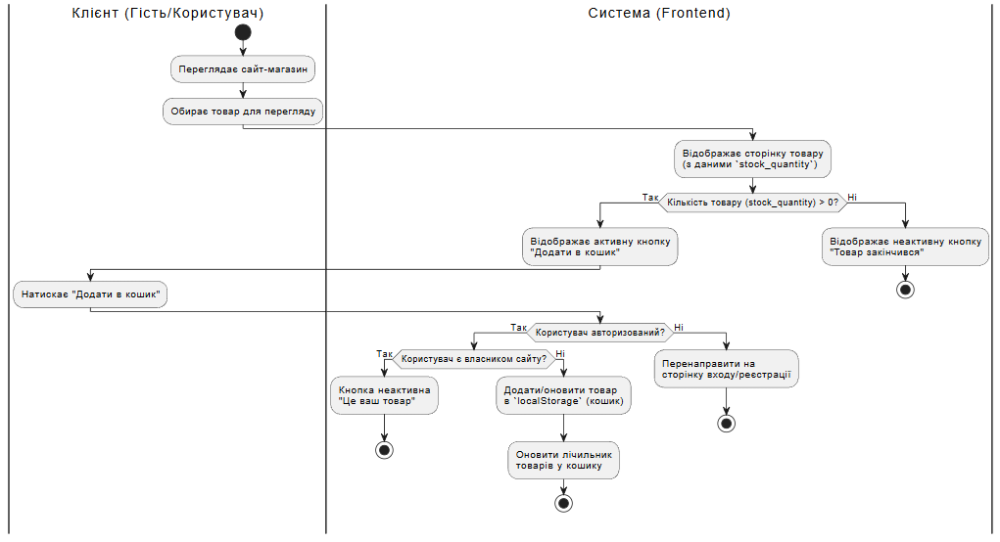 Клієнт (Гість/Користувач)
Система (Frontend)
Переглядає сайт-магазин
Обирає товар для перегляду
Відображає сторінку товару
(з даними `stock_quantity`)
Так
Кількість товару (stock_quantity) > 0?
Ні
Відображає активну кнопку
"Додати в кошик"
Відображає неактивну кнопку
"Товар закінчився"
Натискає "Додати в кошик"
Так
Користувач авторизований?
Ні
Так
Користувач є власником сайту?
Ні
Перенаправити на
сторінку входу/реєстрації
Кнопка неактивна
"Це ваш товар"
Додати/оновити товар
в `localStorage` (кошик)
Оновити лічильник
товарів у кошику